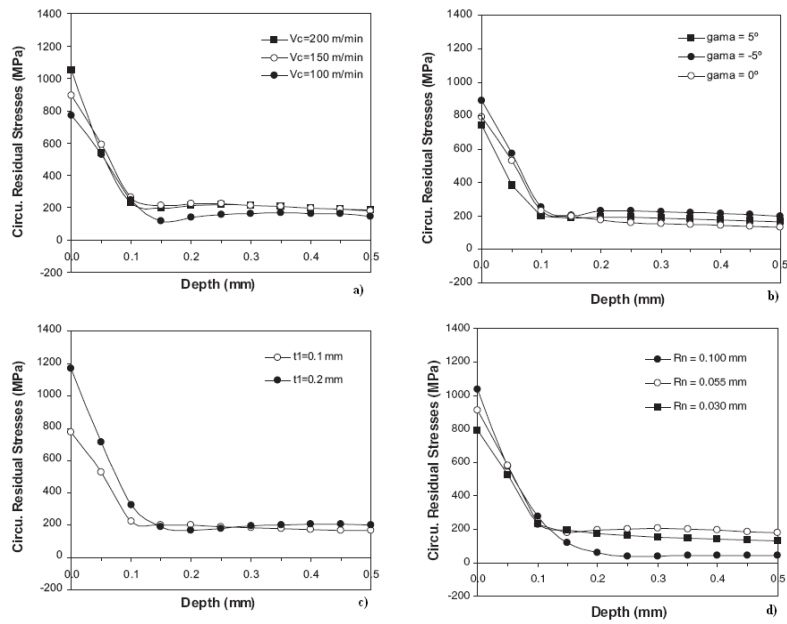 1400
1200
1000
800
600
400
200
0
-200
Circu. Residual Stresses (MPa)
Vc=200 m/min
Vc=150 m/min
Vc=100 m/min
0.0 0.1 0.2 0.3 0.4 0.5
Depth (mm)
a)
1400
1200
1000
800
600
400
200
0
-200
Circu. Residual Stresses (MPa)
gama = 5º
gama = -5º
gama = 0º
0.0 0.1 0.2 0.3 0.4 0.5
Depth (mm)
b)
1400
1200
1000
800
600
400
200
0
-200
Circu. Residual Stresses (MPa)
t1=0.1 mm
t1=0.2 mm
0.0 0.1 0.2 0.3 0.4 0.5
Depth (mm)
c)
1400
1200
1000
800
600
400
200
0
-200
Circu. Residual Stresses (MPa)
Rn = 0.100 mm
Rn = 0.055 mm
Rn = 0.030 mm
0.0 0.1 0.2 0.3 0.4 0.5
Depth (mm)
d)